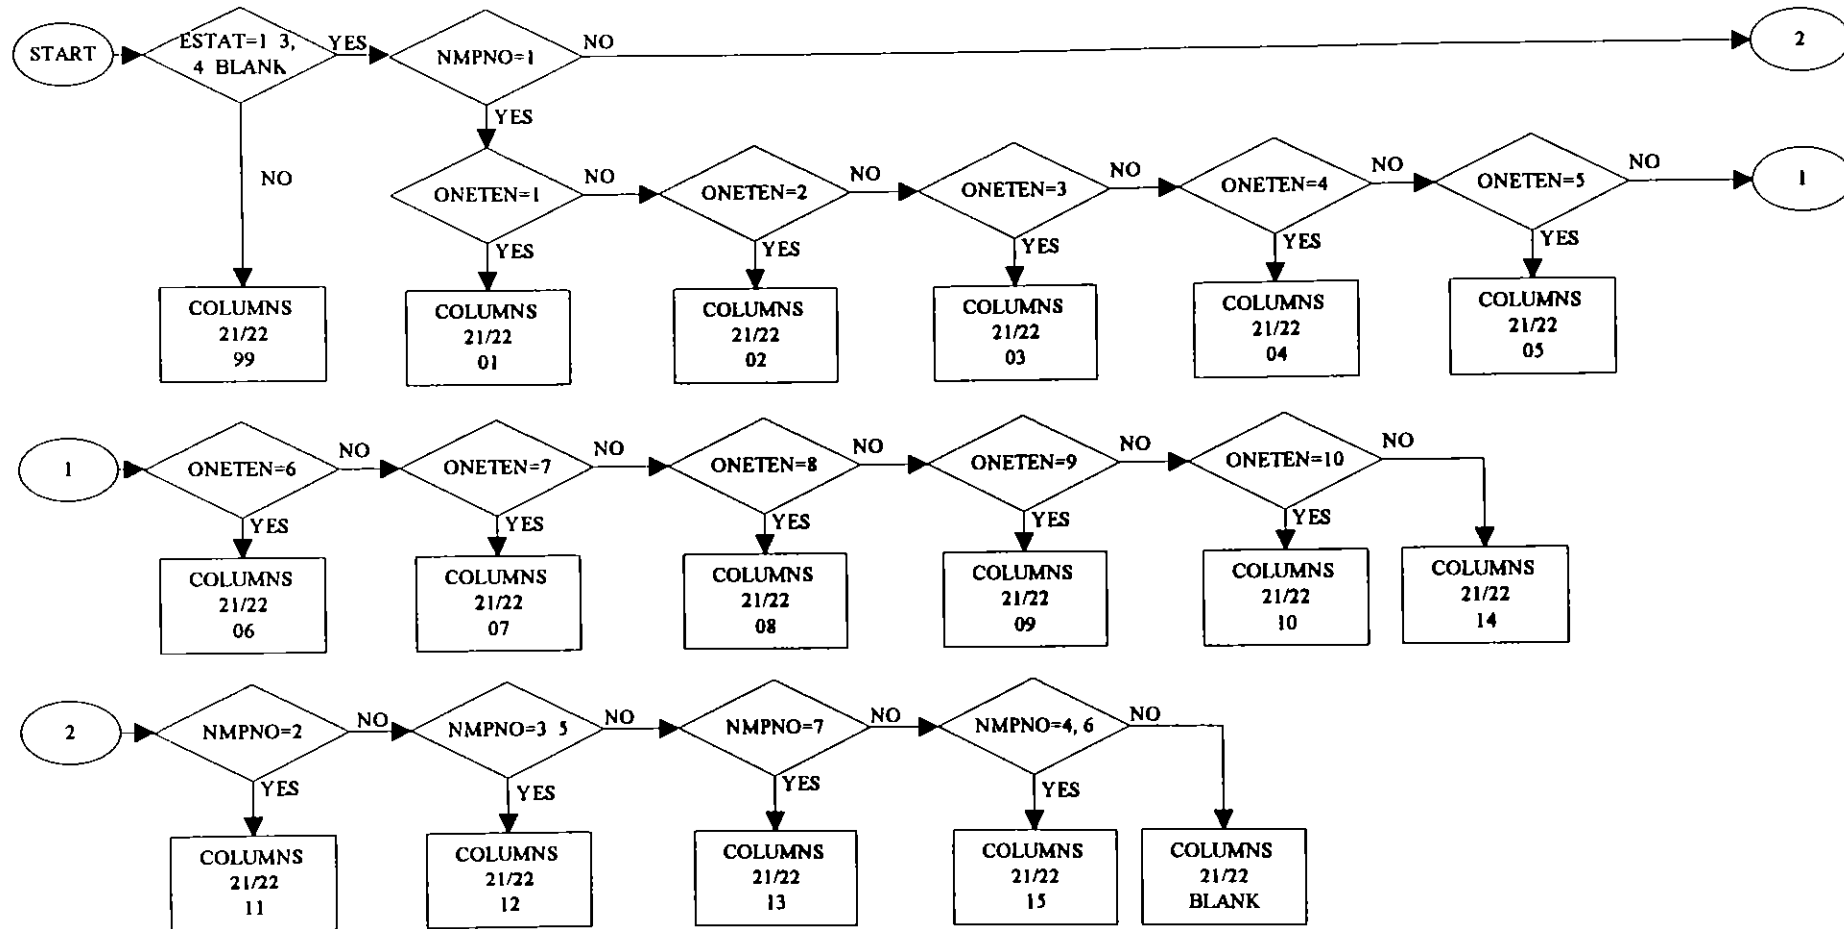 START
ESTAT=1 3,
4 BLANK
YES
NMPNO=1
NO
2
NO
YES
ONETEN=1
NO
ONETEN=2
NO
ONETEN=3
NO
ONETEN=4
NO
ONETEN=5
NO
1
YES
YES
YES
YES
YES
COLUMNS
21/22
99
COLUMNS
21/22
01
COLUMNS
21/22
02
COLUMNS
21/22
03
COLUMNS
21/22
04
COLUMNS
21/22
05
1
ONETEN=6
NO
ONETEN=7
NO
ONETEN=8
NO
ONETEN=9
NO
ONETEN=10
NO
YES
YES
YES
YES
YES
COLUMNS
21/22
06
COLUMNS
21/22
07
COLUMNS
21/22
08
COLUMNS
21/22
09
COLUMNS
21/22
10
COLUMNS
21/22
14
2
NMPNO=2
NO
NMPNO=3 5
NO
NMPNO=7
NO
NMPNO=4, 6
NO
YES
YES
YES
YES
COLUMNS
21/22
11
COLUMNS
21/22
12
COLUMNS
21/22
13
COLUMNS
21/22
15
COLUMNS
21/22
BLANK